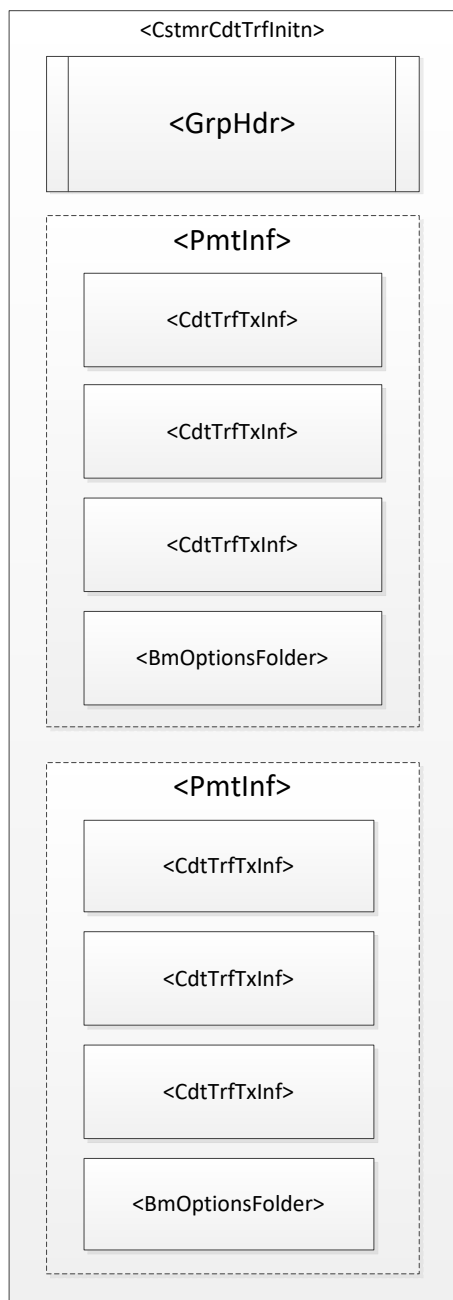 <CstmrCdtTrfInitn>
<GrpHdr>
<PmtInf>
<CdtTrfTxInf>
<CdtTrfTxInf>
<CdtTrfTxInf>
<BmOptionsFolder>
<PmtInf>
<CdtTrfTxInf>
<CdtTrfTxInf>
<CdtTrfTxInf>
<BmOptionsFolder>